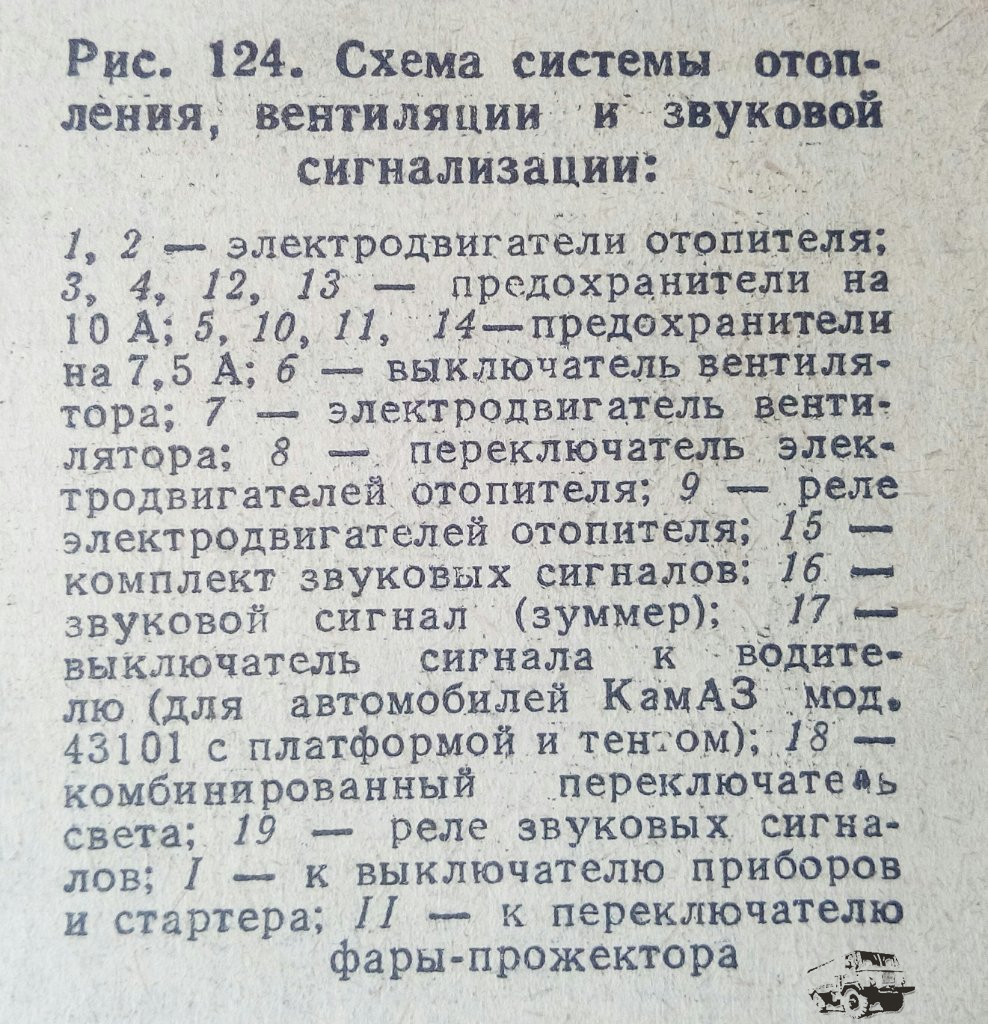 Рис. 124. Схема системы отоп-
ления, вентиляции и звуковой
сигнализации:
1, 2 — электродвигатели отопителя;
3, 4, 12, 13 — предохранители на
10 А; 5, 10, 11, 14—предохранители
на 7,5 А; 6 — выключатель вентиля-
тора; 7 — электродвигатель венти-
лятора; 8 — переключатель элек-
тродвигателей отопителя; 9 — реле
электродвигателей отопителя; 15 —
комплект звуковых сигналов; 16 —
звуковой сигнал (зуммер); 17 —
выключатель сигнала к водите-
лю (для автомобилей КамАЗ мод.
43101 с платформой и тентом); 18 —
комбинированный переключатель
света; 19 — реле звуковых сигна-
лов; I — к выключателю приборов
и стартера; II — к переключателю
фары-прожектора